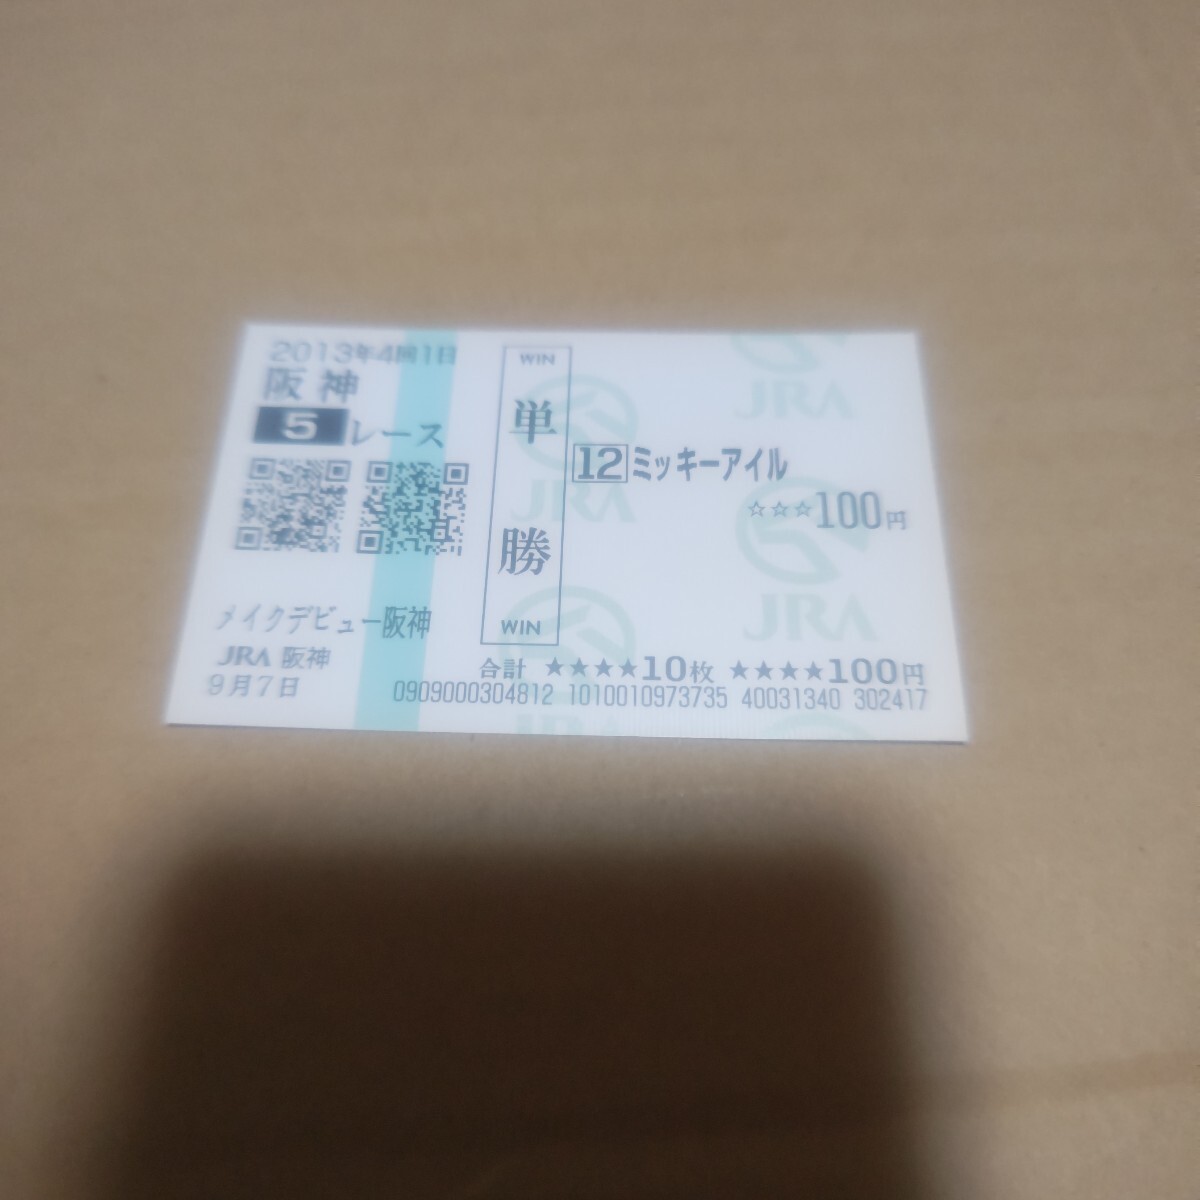 2013年4回1日
阪神
5レース
メイクデビュー阪神
JRA 阪神
9月7日
WIN
単勝
WIN
12 ミッキーアイル
☆☆☆100円
合計 ★★★★10枚 ★★★★100円
0909000304812 1010010973735 40031340 302417
JRA
JRA
JRA
JRA